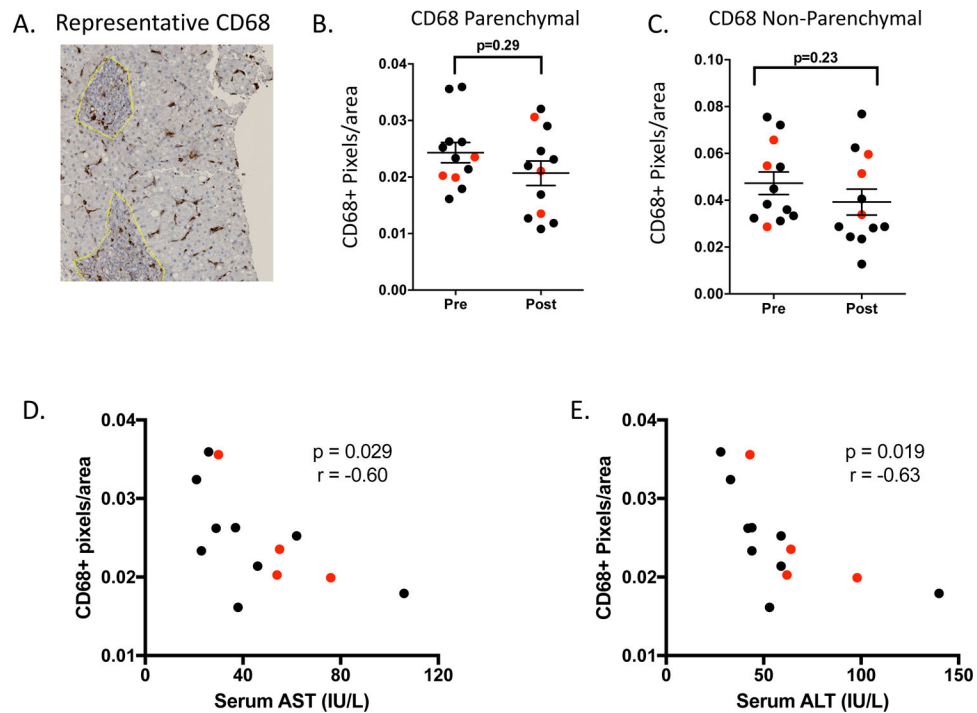 A.
Representative CD68
B.
CD68 Parenchymal
p=0.29
CD68+ Pixels/area
0.04
0.03
0.02
0.01
0.00
Pre
Post
C.
CD68 Non-Parenchymal
p=0.23
CD68+ Pixels/area
0.10
0.08
0.06
0.04
0.02
0.00
Pre
Post
D.
CD68+ pixels/area
0.04
0.03
0.02
0.01
p = 0.029
r = -0.60
0
40
80
120
Serum AST (IU/L)
E.
CD68+ Pixels/area
0.04
0.03
0.02
0.01
p = 0.019
r = -0.63
0
50
100
150
Serum ALT (IU/L)